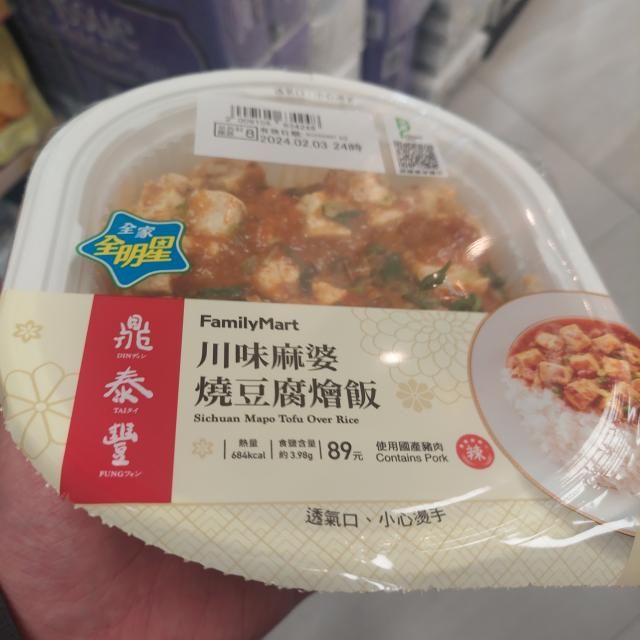 2024.02.03 24時
全家
全明星
鼎
DINディン
泰
TAIタイ
豐
FUNGフォン
FamilyMart
川味麻婆
燒豆腐燴飯
Sichuan Mapo Tofu Over Rice
熱量
684kcal
食鹽含量
約3.98g
89元
使用國產豬肉
Contains Pork
辣
透氣口、小心燙手